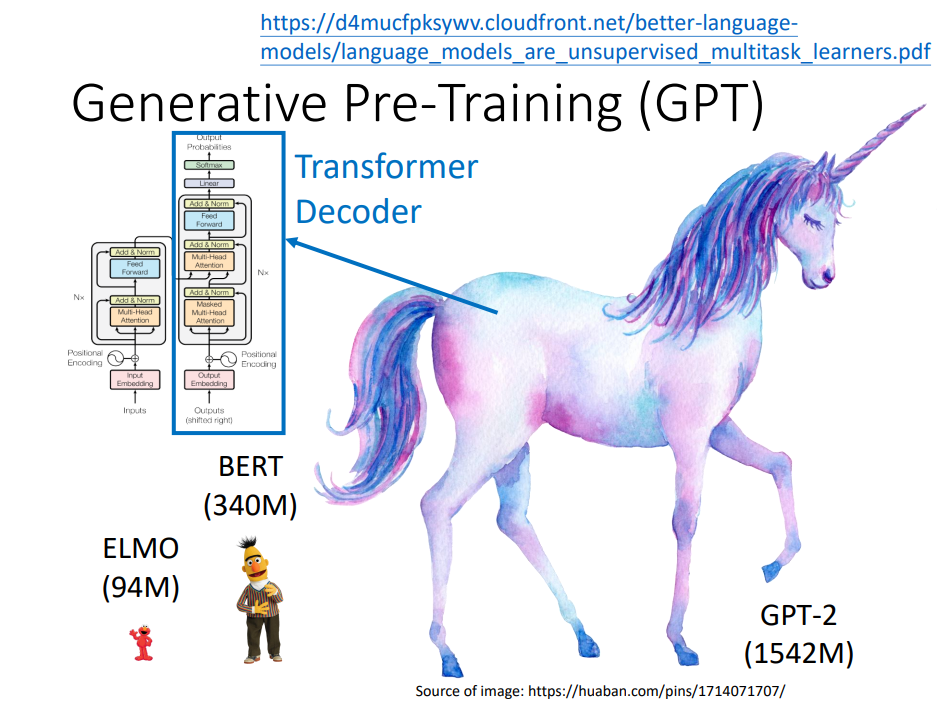 https://d4mucfpksywv.cloudfront.net/better-language-
models/language_models_are_unsupervised_multitask_learners.pdf
Generative Pre-Training (GPT)
Output
Probabilities
Softmax
Linear
Add & Norm
Feed
Forward
Add & Norm
Multi-Head
Attention
Nx
Add & Norm
Masked
Multi-Head
Attention
Positional
Encoding
Output
Embedding
Outputs
(shifted right)
Add & Norm
Feed
Forward
Nx
Add & Norm
Multi-Head
Attention
Positional
Encoding
Input
Embedding
Inputs
Transformer
Decoder
BERT
(340M)
ELMO
(94M)
GPT-2
(1542M)
Source of image: https://huaban.com/pins/1714071707/